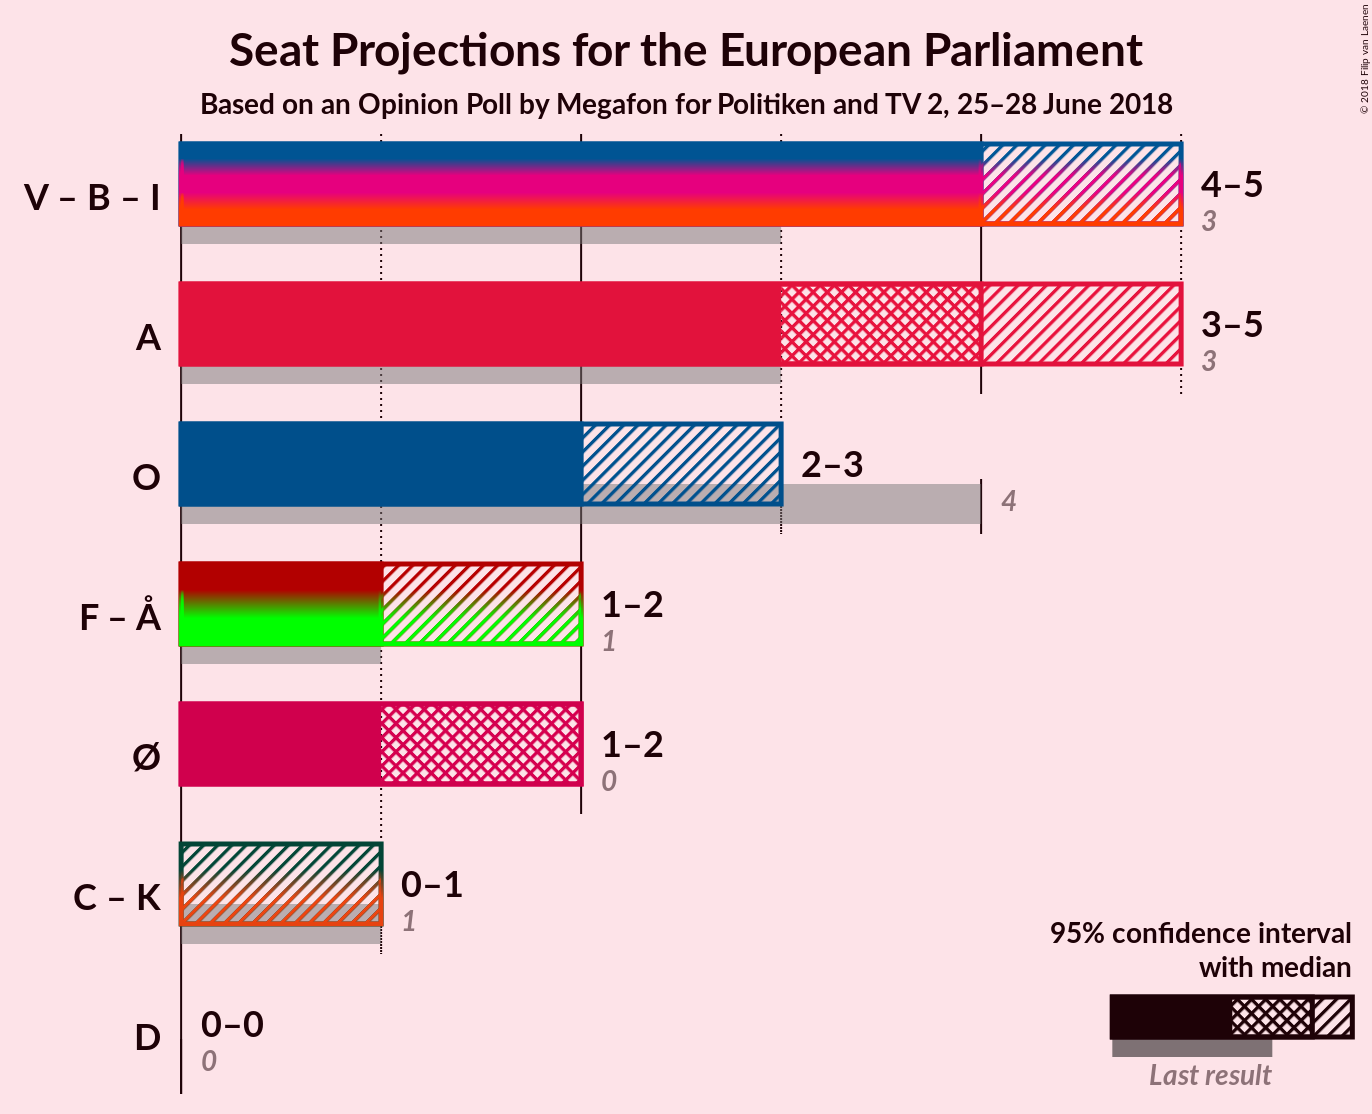 Seat Projections for the European Parliament
Based on an Opinion Poll by Megafon for Politiken and TV 2, 25–28 June 2018
© 2018 Filip van Laenen
V – B – I
4–5
3
A
3–5
3
O
2–3
4
F – Å
1–2
1
Ø
1–2
0
C – K
0–1
1
D
0–0
0
95% confidence interval
with median
Last result